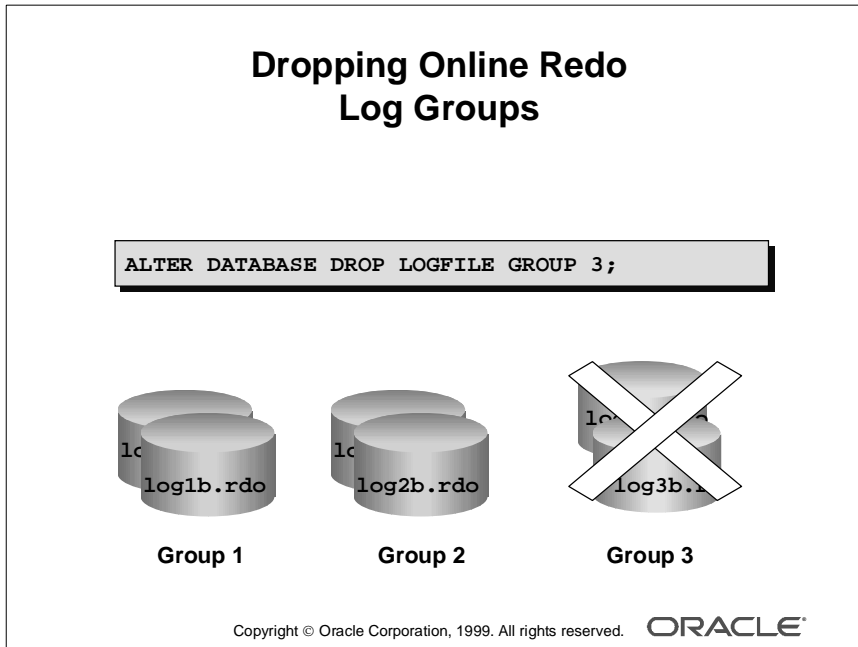 Dropping Online Redo
Log Groups
ALTER DATABASE DROP LOGFILE GROUP 3;
log1b.rdo
log2b.rdo
Group 1
Group 2
Group 3
Copyright © Oracle Corporation, 1999. All rights reserved.
ORACLE®